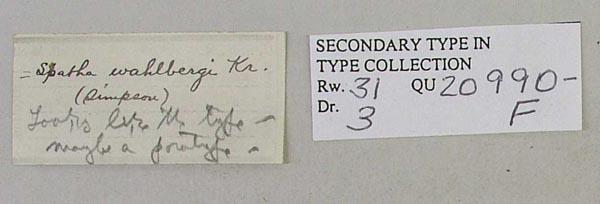 = Spatha wahlbergi Kr.
(Simpson)
Looks like the type -
maybe a paratype -
SECONDARY TYPE IN
TYPE COLLECTION
Rw. 31 QU 20990-
Dr. 3 F